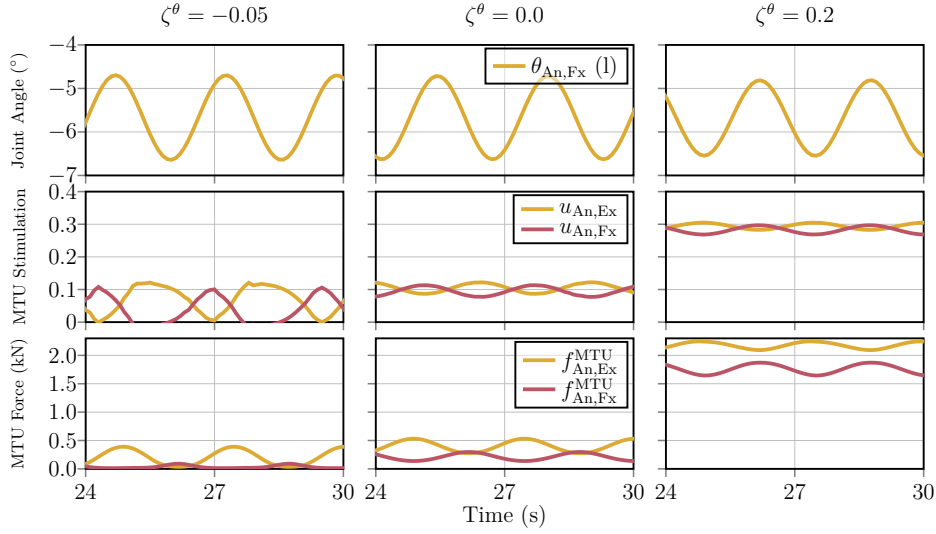 ζ^θ = −0.05
ζ^θ = 0.0
ζ^θ = 0.2
Joint Angle (°)
−4
−5
−6
−7
θ_An,Fx (l)
MTU Stimulation
0.4
0.3
0.2
0.1
0
u_An,Ex
u_An,Fx
MTU Force (kN)
2.0
1.5
1.0
0.5
0.0
f^MTU_An,Ex
f^MTU_An,Fx
24 27 30 24 27 30 24 27 30
Time (s)